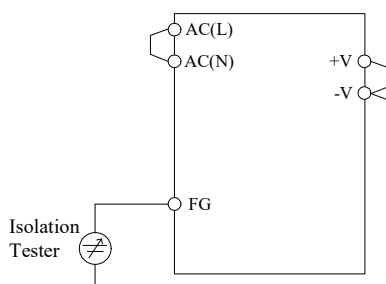 AC(L)
AC(N)
+V
-V
FG
Isolation
Tester